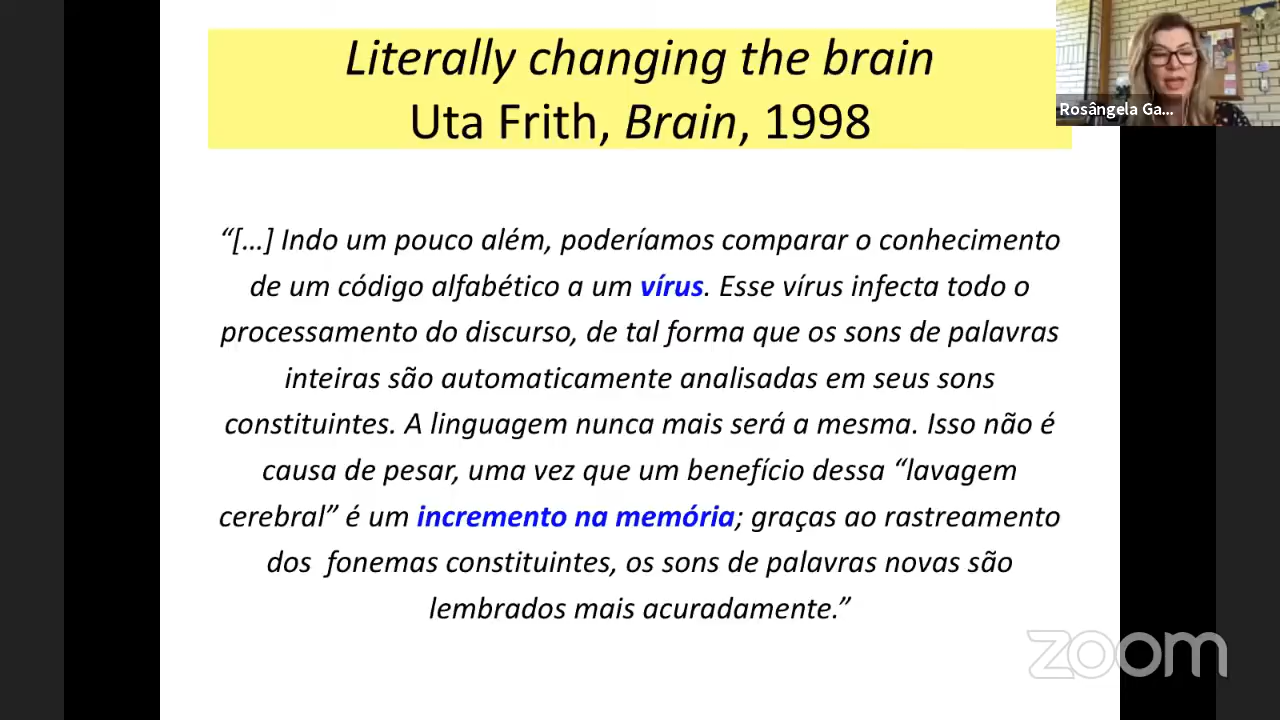 Literally changing the brain
Uta Frith, Brain, 1998
Rosângela Ga...
“[...] Indo um pouco além, poderíamos comparar o conhecimento
de um código alfabético a um vírus. Esse vírus infecta todo o
processamento do discurso, de tal forma que os sons de palavras
inteiras são automaticamente analisadas em seus sons
constituintes. A linguagem nunca mais será a mesma. Isso não é
causa de pesar, uma vez que um benefício dessa “lavagem
cerebral” é um incremento na memória; graças ao rastreamento
dos fonemas constituintes, os sons de palavras novas são
lembrados mais acuradamente.”
zoom